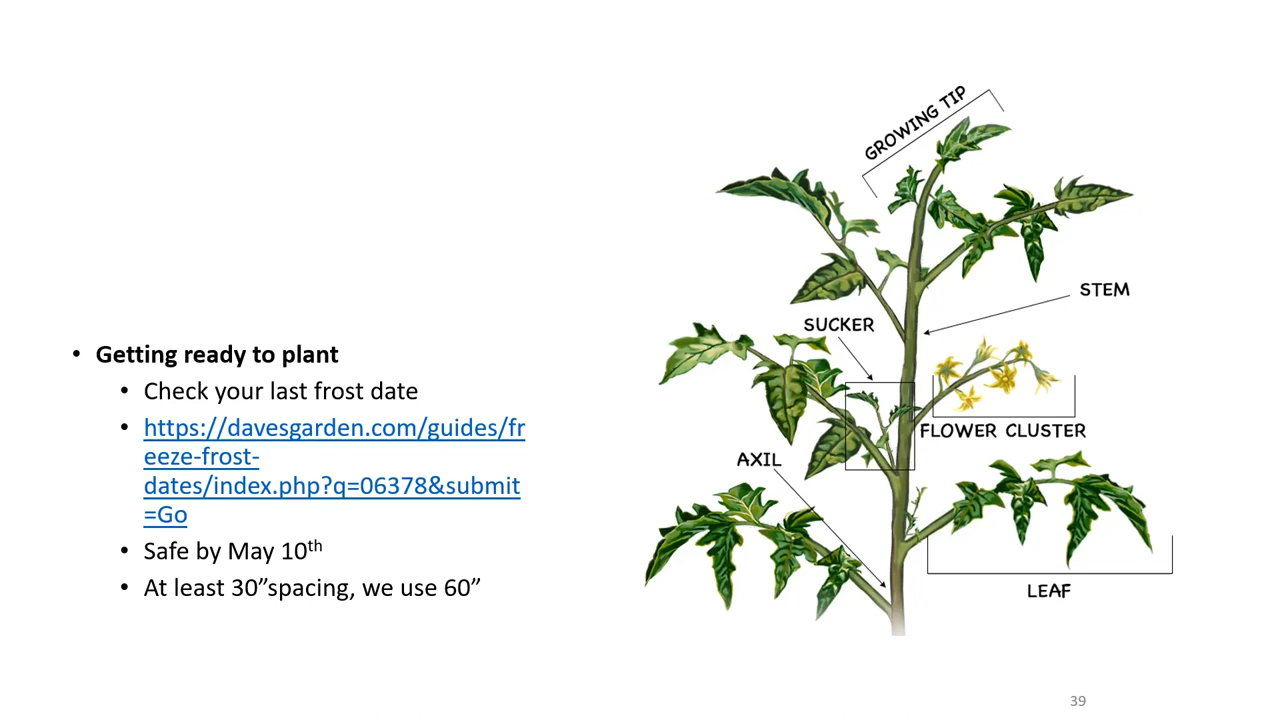 • Getting ready to plant
• Check your last frost date
• https://davesgarden.com/guides/fr
eeze-frost-
dates/index.php?q=06378&submit
=Go
• Safe by May 10th
• At least 30”spacing, we use 60”
GROWING TIP
STEM
SUCKER
FLOWER CLUSTER
AXIL
LEAF
39